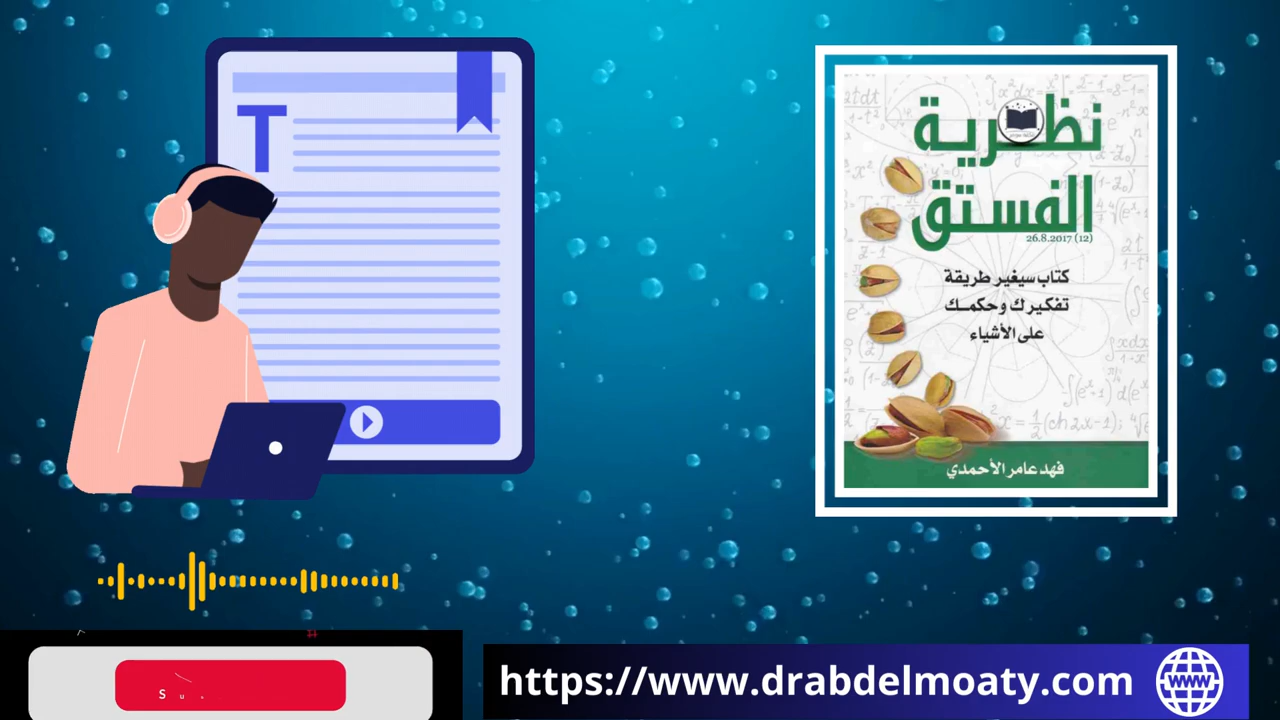 T
نظرية
الفستق
26.8.2017 (12)
كتاب سيغير طريقة
تفكيرك وحكمك
على الأشياء
فهد عامر الأحمدي
https://www.drabdelmoaty.com
WWW